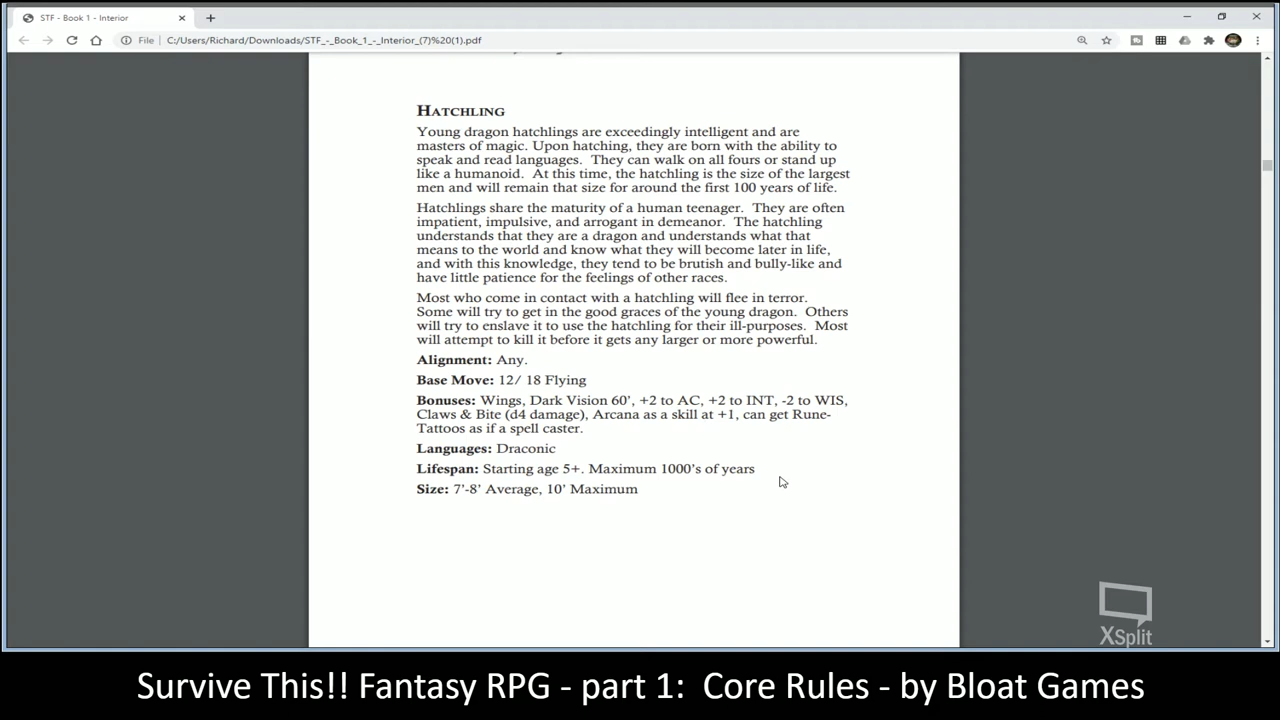 STF - Book 1 - Interior
File
C:/Users/Richard/Downloads/STF_-_Book_1_-_Interior_(7)%20(1).pdf
HATCHLING
Young dragon hatchlings are exceedingly intelligent and are
masters of magic. Upon hatching, they are born with the ability to
speak and read languages. They can walk on all fours or stand up
like a humanoid. At this time, the hatchling is the size of the largest
men and will remain that size for around the first 100 years of life.
Hatchlings share the maturity of a human teenager. They are often
impatient, impulsive, and arrogant in demeanor. The hatchling
understands that they are a dragon and understands what that
means to the world and know what they will become later in life,
and with this knowledge, they tend to be brutish and bully-like and
have little patience for the feelings of other races.
Most who come in contact with a hatchling will flee in terror.
Some will try to get in the good graces of the young dragon. Others
will try to enslave it to use the hatchling for their ill-purposes. Most
will attempt to kill it before it gets any larger or more powerful.
Alignment: Any.
Base Move: 12/ 18 Flying
Bonuses: Wings, Dark Vision 60', +2 to AC, +2 to INT, -2 to WIS,
Claws & Bite (d4 damage), Arcana as a skill at +1, can get Rune-
Tattoos as if a spell caster.
Languages: Draconic
Lifespan: Starting age 5+. Maximum 1000's of years
Size: 7'-8' Average, 10' Maximum
XSplit
Survive This!! Fantasy RPG - part 1: Core Rules - by Bloat Games